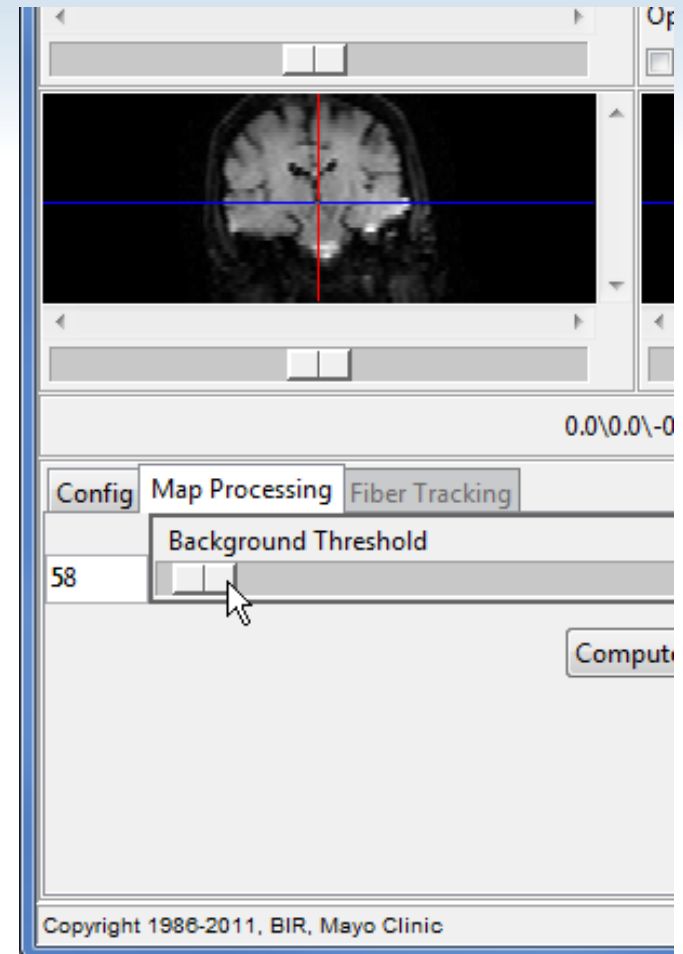 Op
0.0\0.0\-0
Config Map Processing Fiber Tracking
Background Threshold
58
Compute
Copyright 1986-2011, BIR, Mayo Clinic